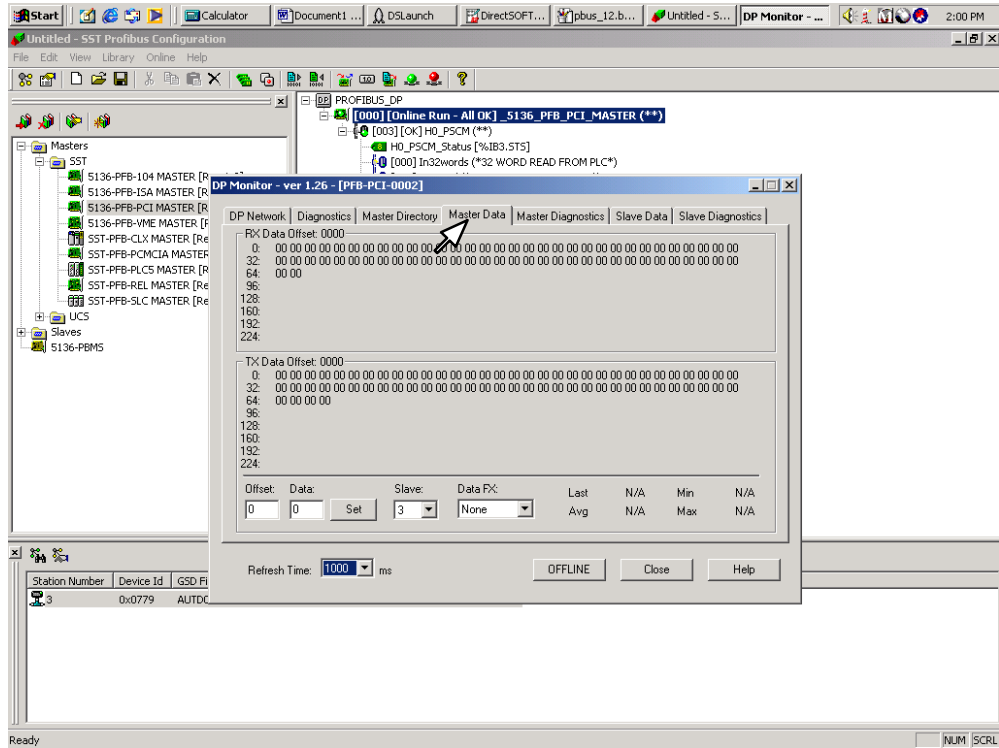 Start Calculator Document1 ... DSLaunch DirectSOFT... pbus_12.b... Untitled - S... DP Monitor - ... 2:00 PM
Untitled - SST Profibus Configuration
File Edit View Library Online Help
PROFIBUS_DP
[000] [Online Run - All OK] _5136_PFB_PCI_MASTER (**)
[003] [OK] H0_PSCM (**)
H0_PSCM_Status [%IB3.STS]
[000] In32words (*32 WORD READ FROM PLC*)
Masters
SST
5136-PFB-104 MASTER [R
5136-PFB-ISA MASTER [R
5136-PFB-PCI MASTER [R
5136-PFB-VME MASTER [F
SST-PFB-CLX MASTER [Re
SST-PFB-PCMCIA MASTER
SST-PFB-PLC5 MASTER [R
SST-PFB-REL MASTER [Re
SST-PFB-SLC MASTER [Re
UCS
Slaves
5136-PBMS
DP Monitor - ver 1.26 - [PFB-PCI-0002]
DP Network Diagnostics Master Directory Master Data Master Diagnostics Slave Data Slave Diagnostics
RX Data Offset: 0000
0: 00 00 00 00 00 00 00 00 00 00 00 00 00 00 00 00 00 00 00 00 00 00 00 00 00 00 00 00 00 00 00 00
32: 00 00 00 00 00 00 00 00 00 00 00 00 00 00 00 00 00 00 00 00 00 00 00 00 00 00 00 00 00 00 00 00
64: 00 00
96:
128:
160:
192:
224:
TX Data Offset: 0000
0: 00 00 00 00 00 00 00 00 00 00 00 00 00 00 00 00 00 00 00 00 00 00 00 00 00 00 00 00 00 00 00 00
32: 00 00 00 00 00 00 00 00 00 00 00 00 00 00 00 00 00 00 00 00 00 00 00 00 00 00 00 00 00 00 00 00
64: 00 00 00 00
96:
128:
160:
192:
224:
Offset: Data: Slave: Data FX:
0 0 Set 3 None
Last N/A Min N/A
Avg N/A Max N/A
Refresh Time: 1000 ms OFFLINE Close Help
Station Number Device Id GSD Fi
3 0x0779 AUTDO
Ready NUM SCRL